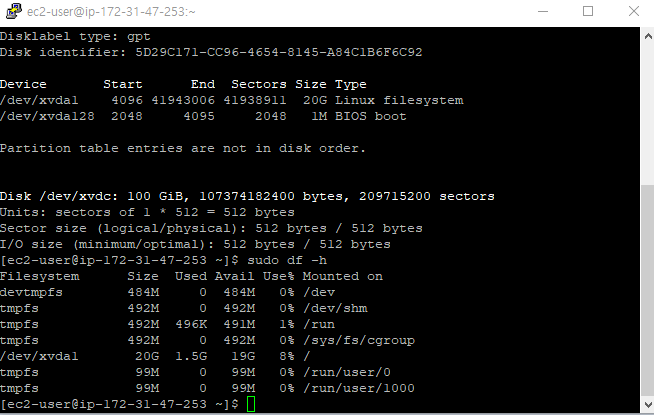 ec2-user@ip-172-31-47-253:~
Disklabel type: gpt
Disk identifier: 5D29C171-CC96-4654-8145-A84C1B6F6C92
Device Start End Sectors Size Type
/dev/xvda1 4096 41943006 41938911 20G Linux filesystem
/dev/xvda128 2048 4095 2048 1M BIOS boot
Partition table entries are not in disk order.
Disk /dev/xvdc: 100 GiB, 107374182400 bytes, 209715200 sectors
Units: sectors of 1 * 512 = 512 bytes
Sector size (logical/physical): 512 bytes / 512 bytes
I/O size (minimum/optimal): 512 bytes / 512 bytes
[ec2-user@ip-172-31-47-253 ~]$ sudo df -h
Filesystem Size Used Avail Use% Mounted on
devtmpfs 484M 0 484M 0% /dev
tmpfs 492M 0 492M 0% /dev/shm
tmpfs 492M 496K 491M 1% /run
tmpfs 492M 0 492M 0% /sys/fs/cgroup
/dev/xvda1 20G 1.5G 19G 8% /
tmpfs 99M 0 99M 0% /run/user/0
tmpfs 99M 0 99M 0% /run/user/1000
[ec2-user@ip-172-31-47-253 ~]$